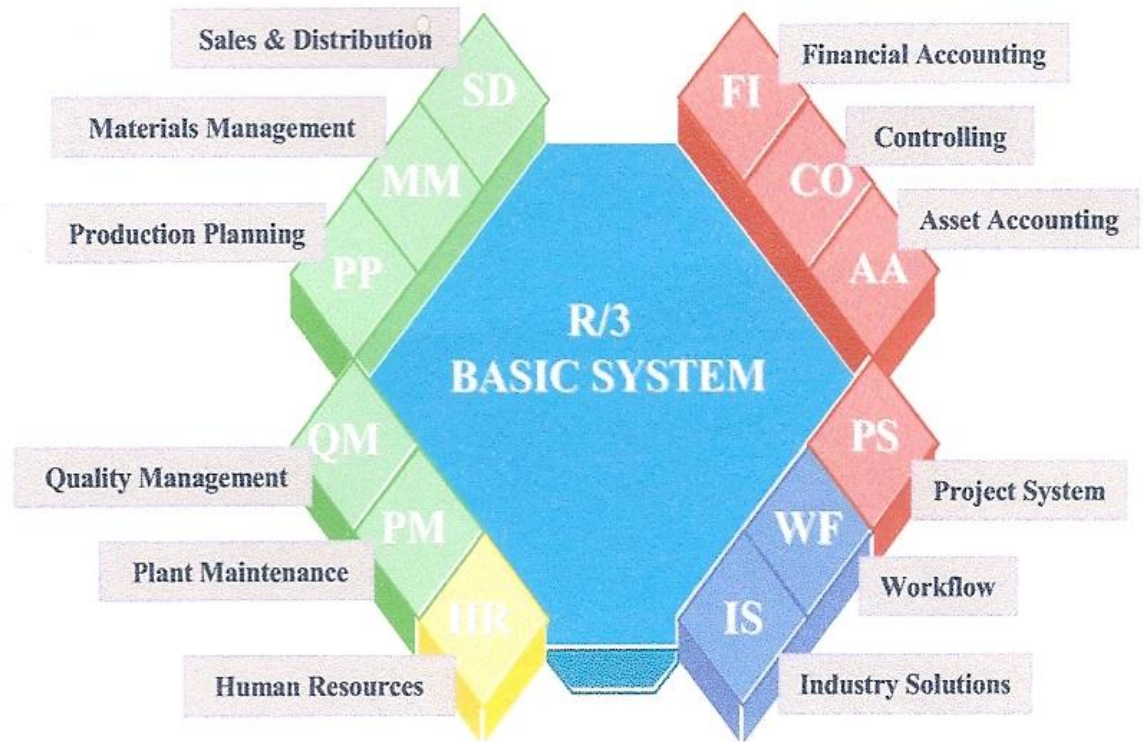 Sales & Distribution
SD
Materials Management
MM
Production Planning
PP
Quality Management
QM
Plant Maintenance
PM
Human Resources
HR
R/3
BASIC SYSTEM
FI
Financial Accounting
CO
Controlling
AA
Asset Accounting
PS
Project System
WF
Workflow
IS
Industry Solutions